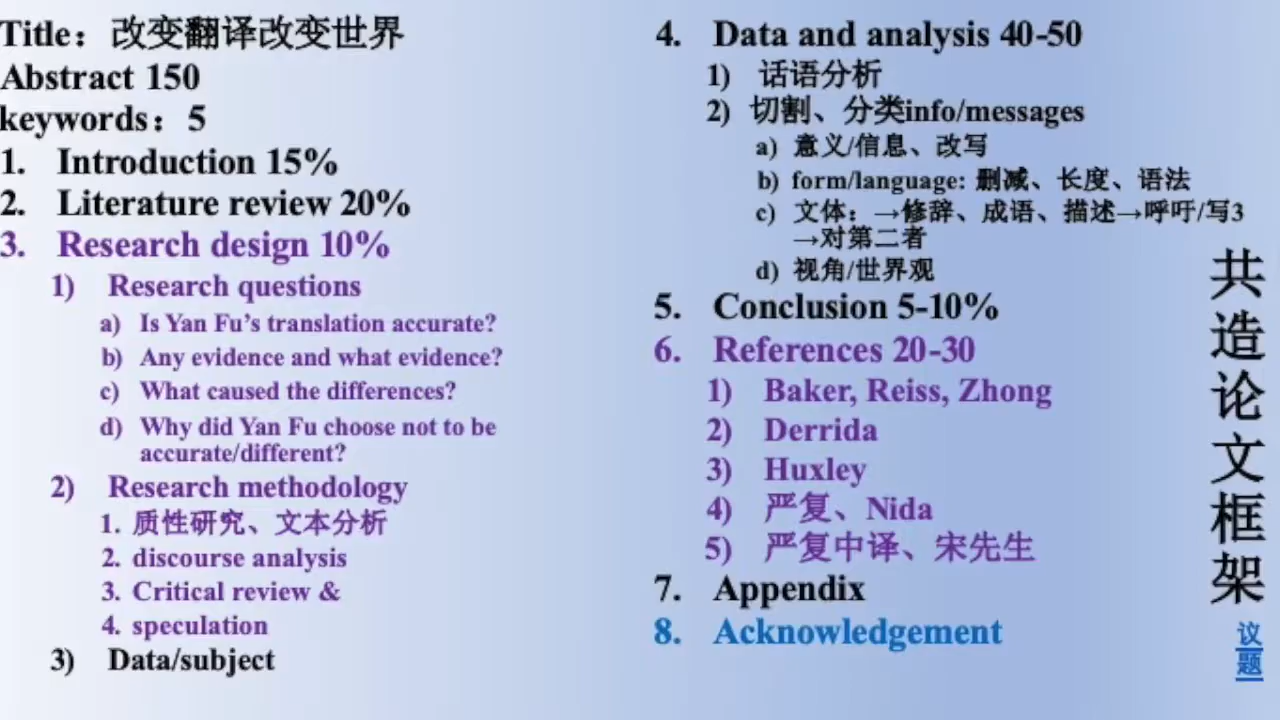 Title：改变翻译改变世界
Abstract 150
keywords：5
1. Introduction 15%
2. Literature review 20%
3. Research design 10%
1) Research questions
a) Is Yan Fu’s translation accurate?
b) Any evidence and what evidence?
c) What caused the differences?
d) Why did Yan Fu choose not to be
accurate/different?
2) Research methodology
1. 质性研究、文本分析
2. discourse analysis
3. Critical review &
4. speculation
3) Data/subject
4. Data and analysis 40-50
1) 话语分析
2) 切割、分类info/messages
a) 意义/信息、改写
b) form/language: 删减、长度、语法
c) 文体：→修辞、成语、描述→呼吁/写3
→对第二者
d) 视角/世界观
5. Conclusion 5-10%
6. References 20-30
1) Baker, Reiss, Zhong
2) Derrida
3) Huxley
4) 严复、Nida
5) 严复中译、宋先生
7. Appendix
8. Acknowledgement
共造论文框架
议题